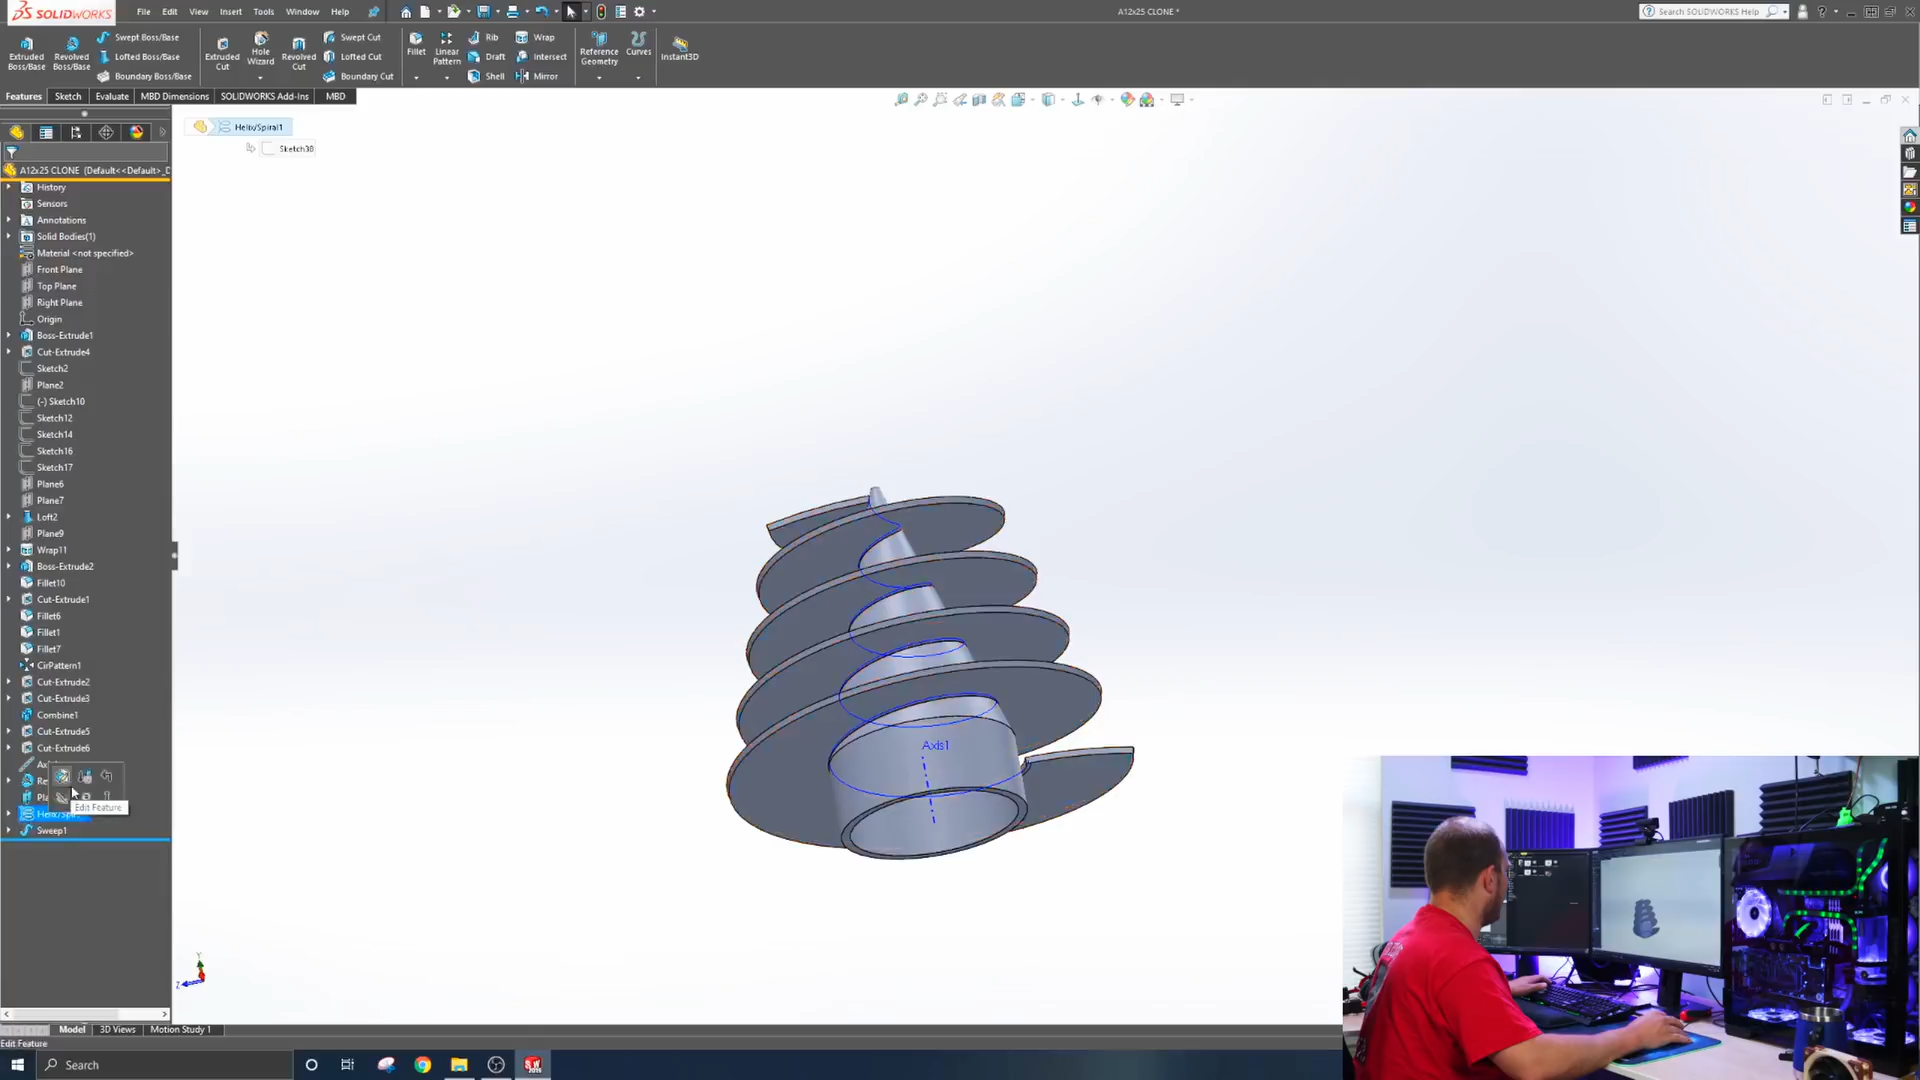 SOLIDWORKS File Edit View Insert Tools Window Help A12x25 CLONE * Search SOLIDWORKS Help
Extruded Boss/Base Revolved Boss/Base Swept Boss/Base Lofted Boss/Base Boundary Boss/Base Extruded Cut Hole Wizard Revolved Cut Swept Cut Lofted Cut Boundary Cut Fillet Linear Pattern Rib Draft Shell Wrap Intersect Mirror Reference Geometry Curves Instant3D
Features Sketch Evaluate MBD Dimensions SOLIDWORKS Add-Ins MBD
Helix/Spiral1
Sketch38
A12x25 CLONE (Default<<Default>_D
History
Sensors
Annotations
Solid Bodies(1)
Material <not specified>
Front Plane
Top Plane
Right Plane
Origin
Boss-Extrude1
Cut-Extrude4
Sketch2
Plane2
(-) Sketch10
Sketch12
Sketch14
Sketch16
Sketch17
Plane6
Plane7
Loft2
Plane9
Wrap11
Boss-Extrude2
Fillet10
Cut-Extrude1
Fillet6
Fillet1
Fillet7
CirPattern1
Cut-Extrude2
Cut-Extrude3
Combine1
Cut-Extrude5
Cut-Extrude6
Edit Feature
Sweep1
Axis1
Y
Z
Model 3D Views Motion Study 1
Edit Feature
Search